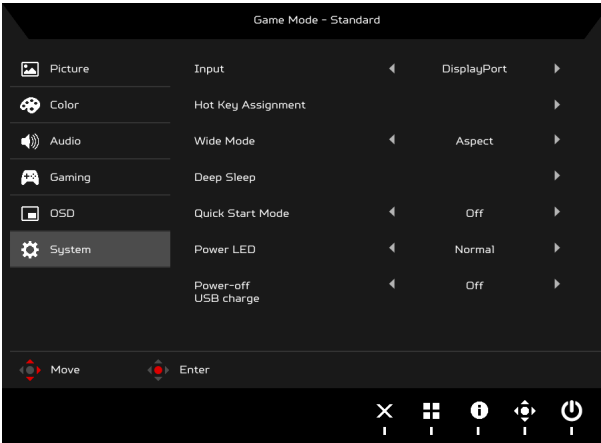 Game Mode - Standard
Picture
Input
DisplayPort
Color
Hot Key Assignment
Audio
Wide Mode
Aspect
Gaming
Deep Sleep
OSD
Quick Start Mode
Off
System
Power LED
Normal
Power-off
USB charge
Off
Move
Enter